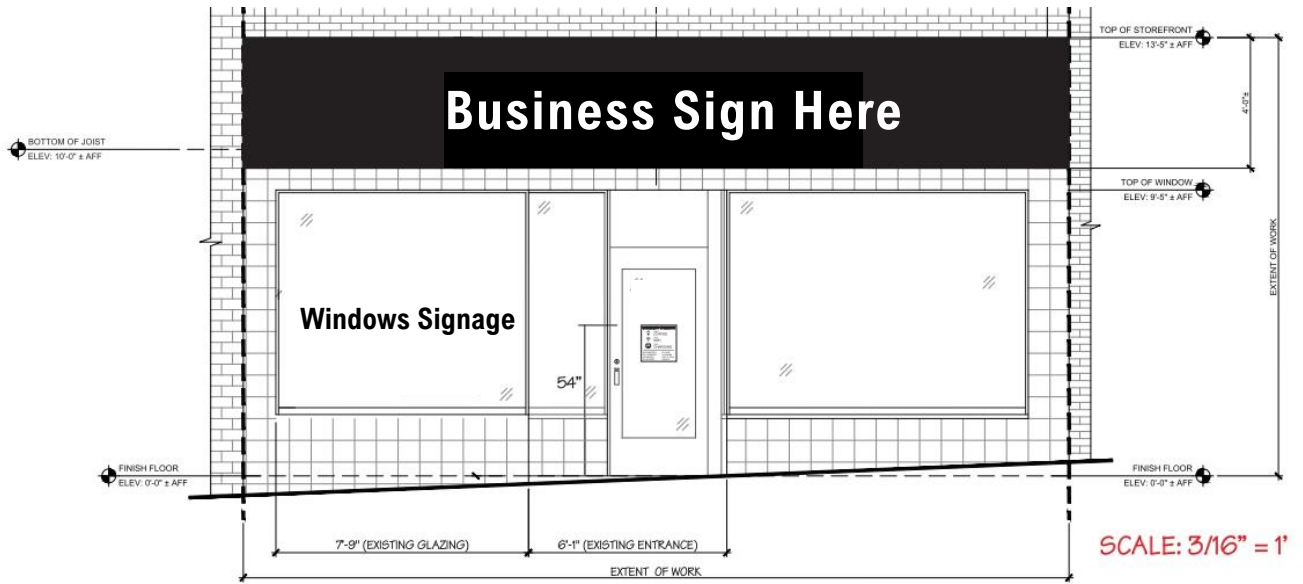 TOP OF STOREFRONT
ELEV: 13'-5" ± AFF
Business Sign Here
4'-0"±
BOTTOM OF JOIST
ELEV: 10'-0" ± AFF
TOP OF WINDOW
ELEV: 9'-5" ± AFF
EXTENT OF WORK
Windows Signage
54"
FINISH FLOOR
ELEV: 0'-0" ± AFF
FINISH FLOOR
ELEV: 0'-0" ± AFF
7'-9" (EXISTING GLAZING)
6'-1" (EXISTING ENTRANCE)
SCALE: 3/16" = 1'
EXTENT OF WORK